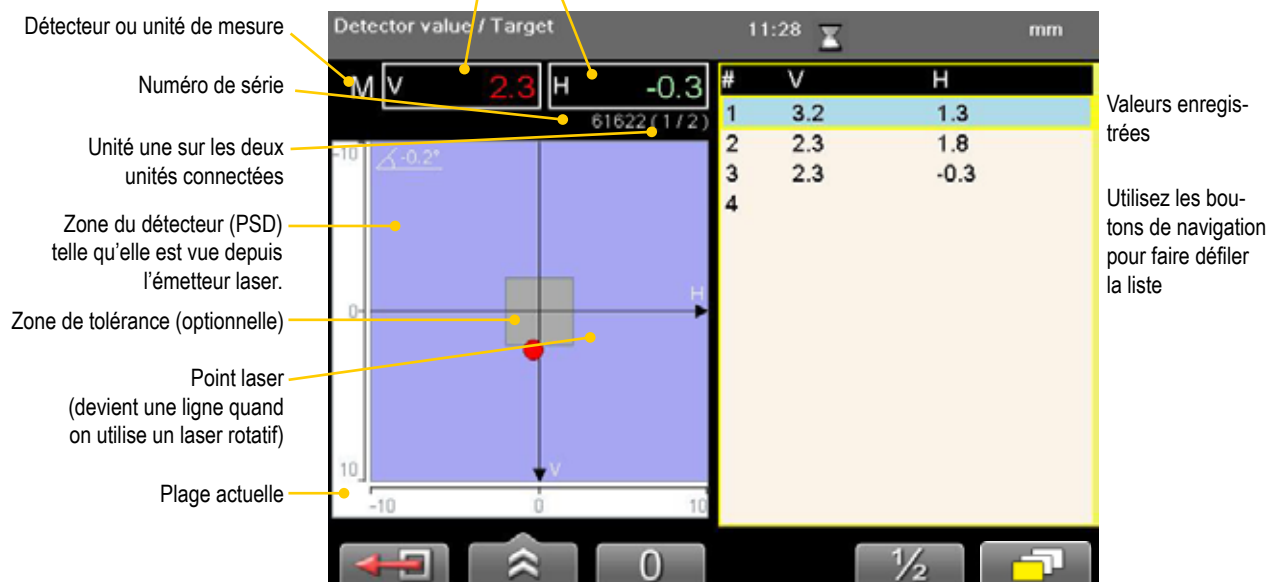 Détecteur ou unité de mesure
Numéro de série
Unité une sur les deux
unités connectées
Zone du détecteur (PSD)
telle qu'elle est vue depuis
l'émetteur laser.
Zone de tolérance (optionnelle)
Point laser
(devient une ligne quand
on utilise un laser rotatif)
Plage actuelle
Detector value / Target 11:28 mm
M V 2.3 H -0.3
61622 (1/2)
-10
-0.2°
0
H
10
V
-10 0 10
# V H
1 3.2 1.3
2 2.3 1.8
3 2.3 -0.3
4
0
½
Valeurs enregis-
trées
Utilisez les bou-
tons de navigation
pour faire défiler
la liste